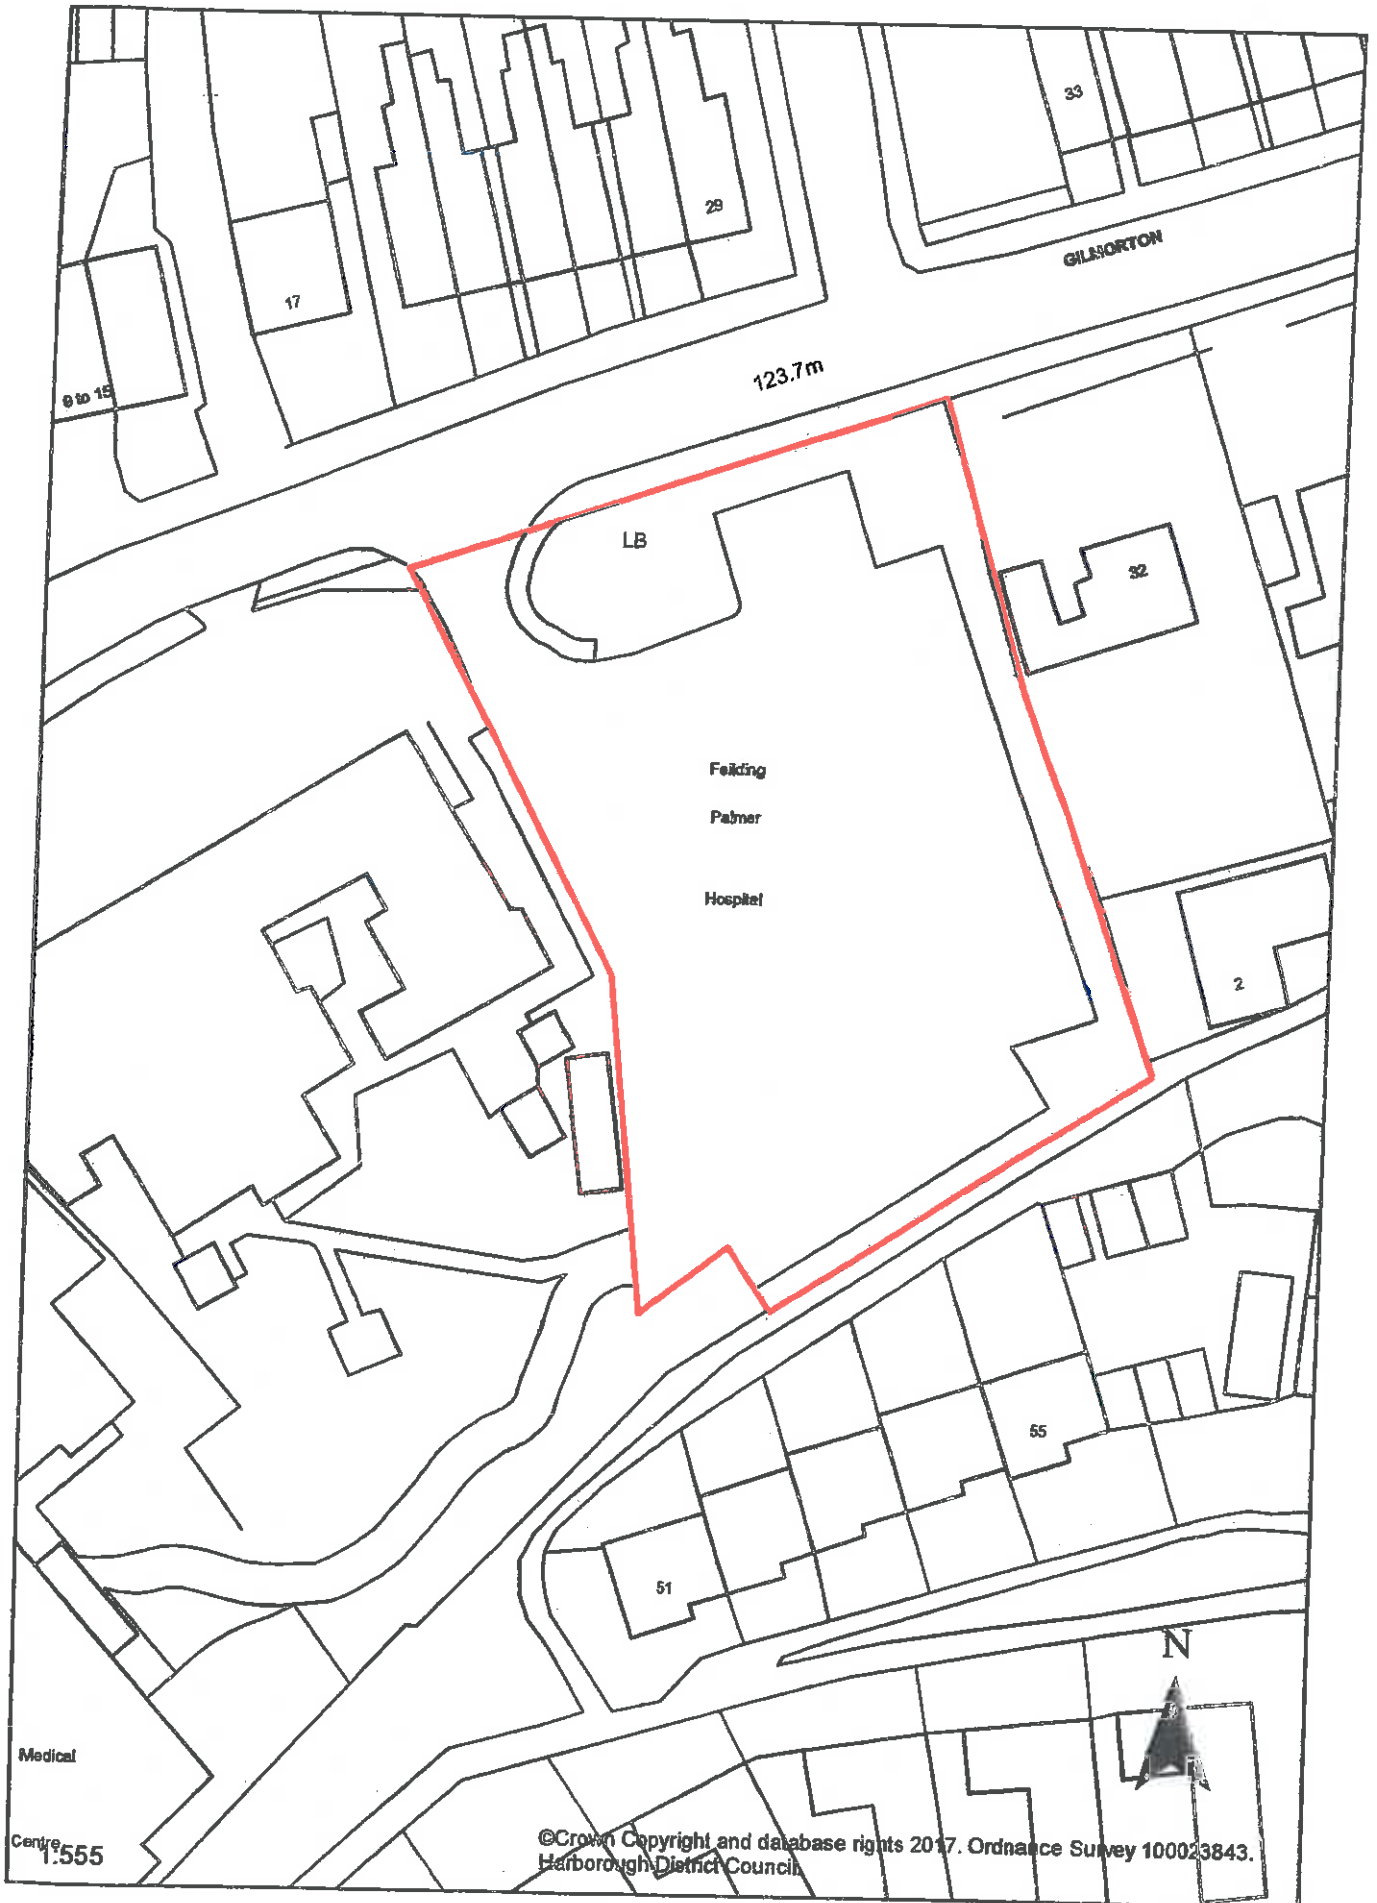 33
29
GILMORTON
17
123.7m
9 to 15
LB
32
Feilding
Palmer
Hospital
2
55
51
N
Medical
Centre
1:555
©Crown Copyright and database rights 2017. Ordnance Survey 100023843.
Harborough District Council